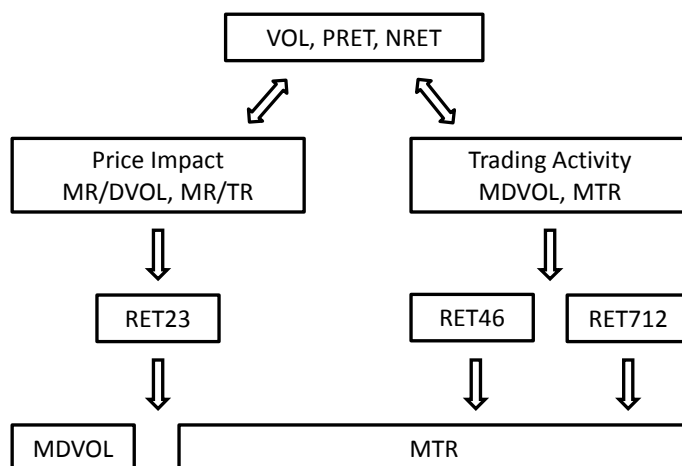 VOL, PRET, NRET
Price Impact
MR/DVOL, MR/TR
Trading Activity
MDVOL, MTR
RET23
RET46
RET712
MDVOL
MTR